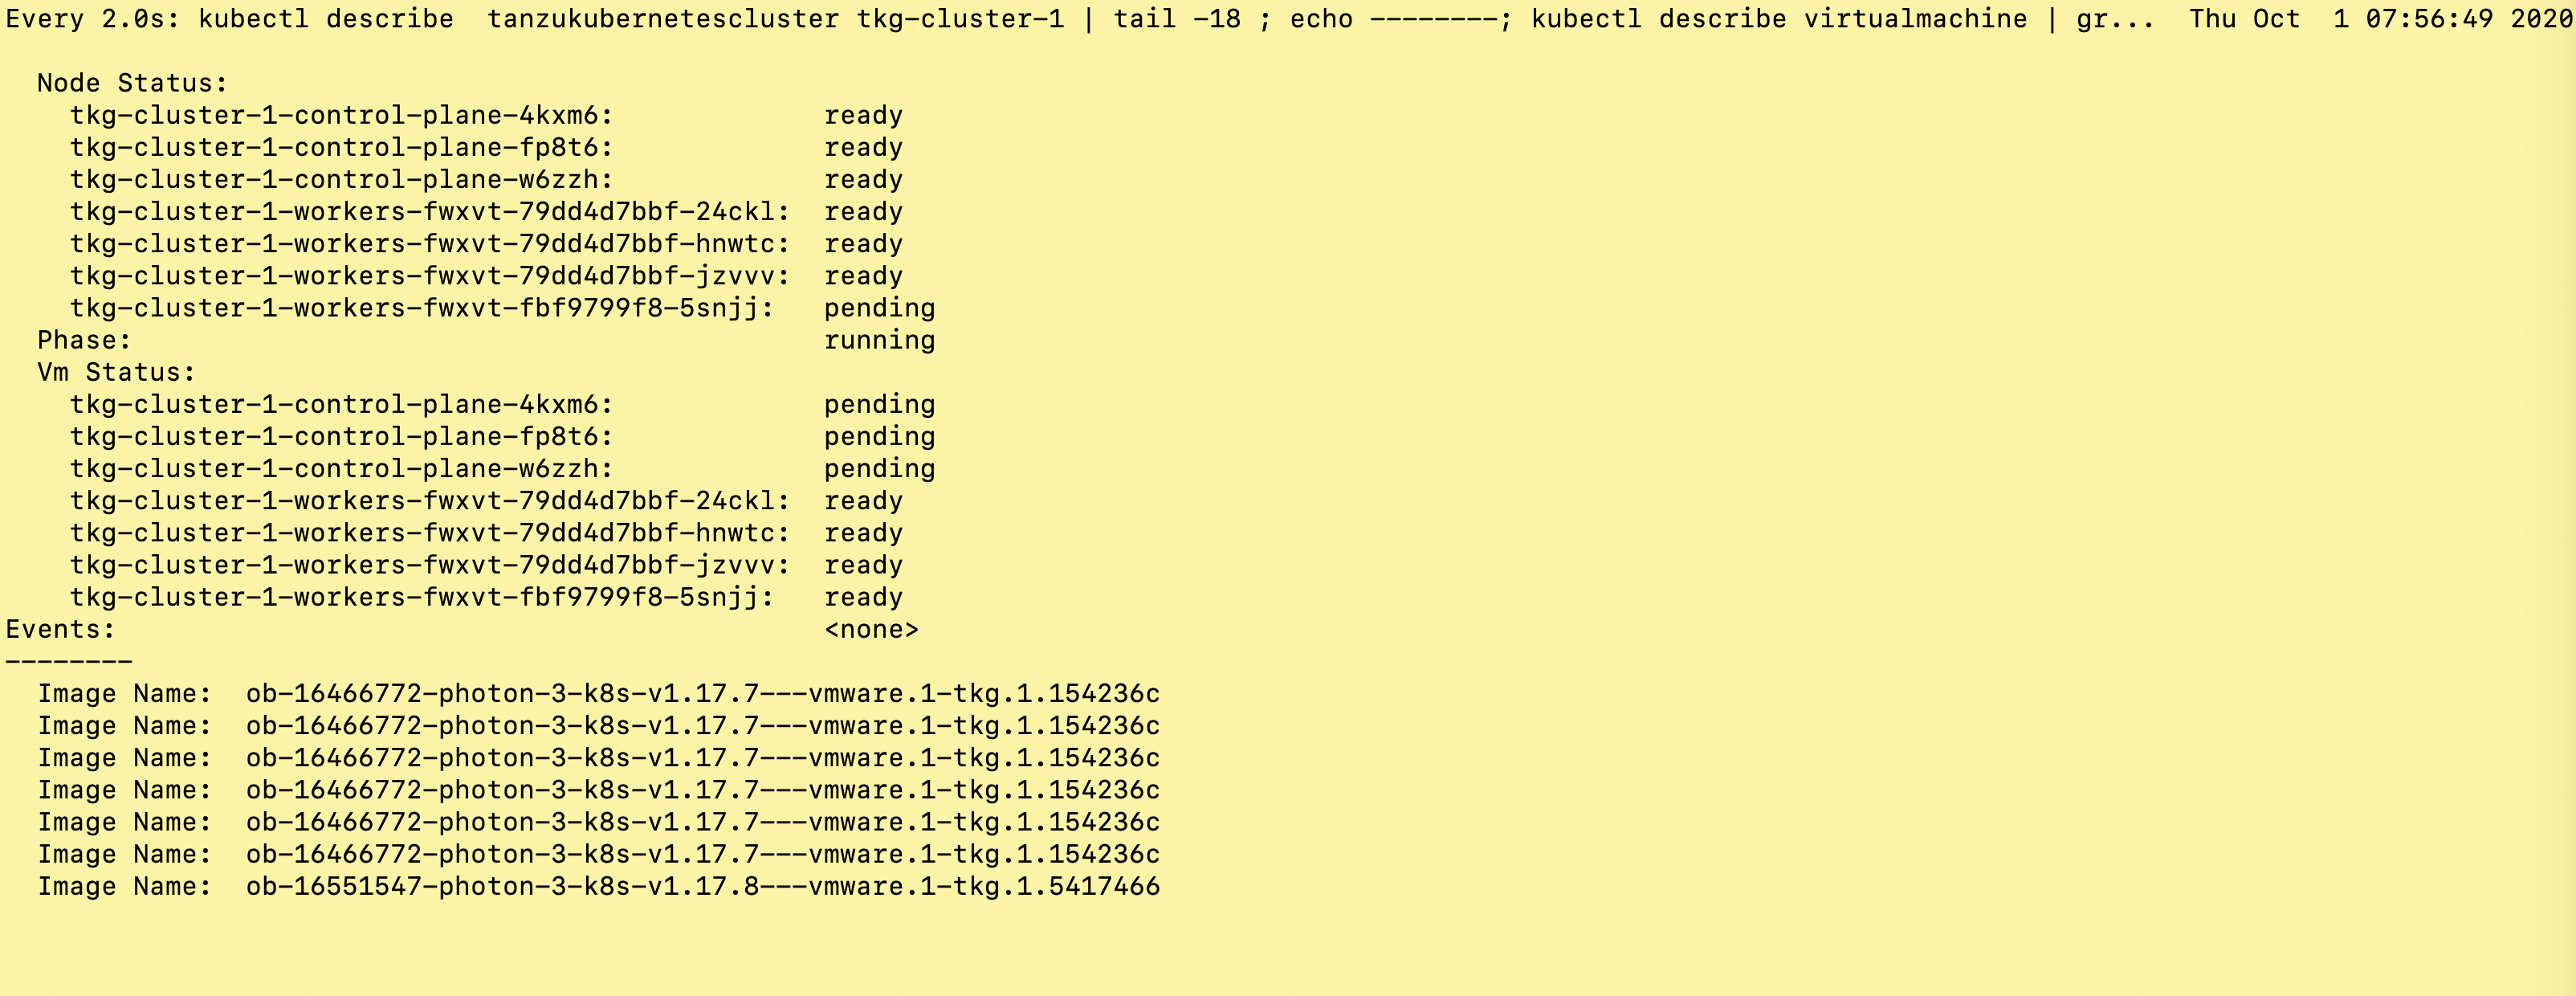 Every 2.0s: kubectl describe  tanzukubernetescluster tkg-cluster-1 | tail -18 ; echo --------; kubectl describe virtualmachine | gr...  Thu Oct  1 07:56:49 2020
  Node Status:
    tkg-cluster-1-control-plane-4kxm6:             ready
    tkg-cluster-1-control-plane-fp8t6:             ready
    tkg-cluster-1-control-plane-w6zzh:             ready
    tkg-cluster-1-workers-fwxvt-79dd4d7bbf-24ckl:  ready
    tkg-cluster-1-workers-fwxvt-79dd4d7bbf-hnwtc:  ready
    tkg-cluster-1-workers-fwxvt-79dd4d7bbf-jzvvv:  ready
    tkg-cluster-1-workers-fwxvt-fbf9799f8-5snjj:   pending
  Phase:                                           running
  Vm Status:
    tkg-cluster-1-control-plane-4kxm6:             pending
    tkg-cluster-1-control-plane-fp8t6:             pending
    tkg-cluster-1-control-plane-w6zzh:             pending
    tkg-cluster-1-workers-fwxvt-79dd4d7bbf-24ckl:  ready
    tkg-cluster-1-workers-fwxvt-79dd4d7bbf-hnwtc:  ready
    tkg-cluster-1-workers-fwxvt-79dd4d7bbf-jzvvv:  ready
    tkg-cluster-1-workers-fwxvt-fbf9799f8-5snjj:   ready
Events:                                            <none>
--------
  Image Name:  ob-16466772-photon-3-k8s-v1.17.7---vmware.1-tkg.1.154236c
  Image Name:  ob-16466772-photon-3-k8s-v1.17.7---vmware.1-tkg.1.154236c
  Image Name:  ob-16466772-photon-3-k8s-v1.17.7---vmware.1-tkg.1.154236c
  Image Name:  ob-16466772-photon-3-k8s-v1.17.7---vmware.1-tkg.1.154236c
  Image Name:  ob-16466772-photon-3-k8s-v1.17.7---vmware.1-tkg.1.154236c
  Image Name:  ob-16466772-photon-3-k8s-v1.17.7---vmware.1-tkg.1.154236c
  Image Name:  ob-16551547-photon-3-k8s-v1.17.8---vmware.1-tkg.1.5417466